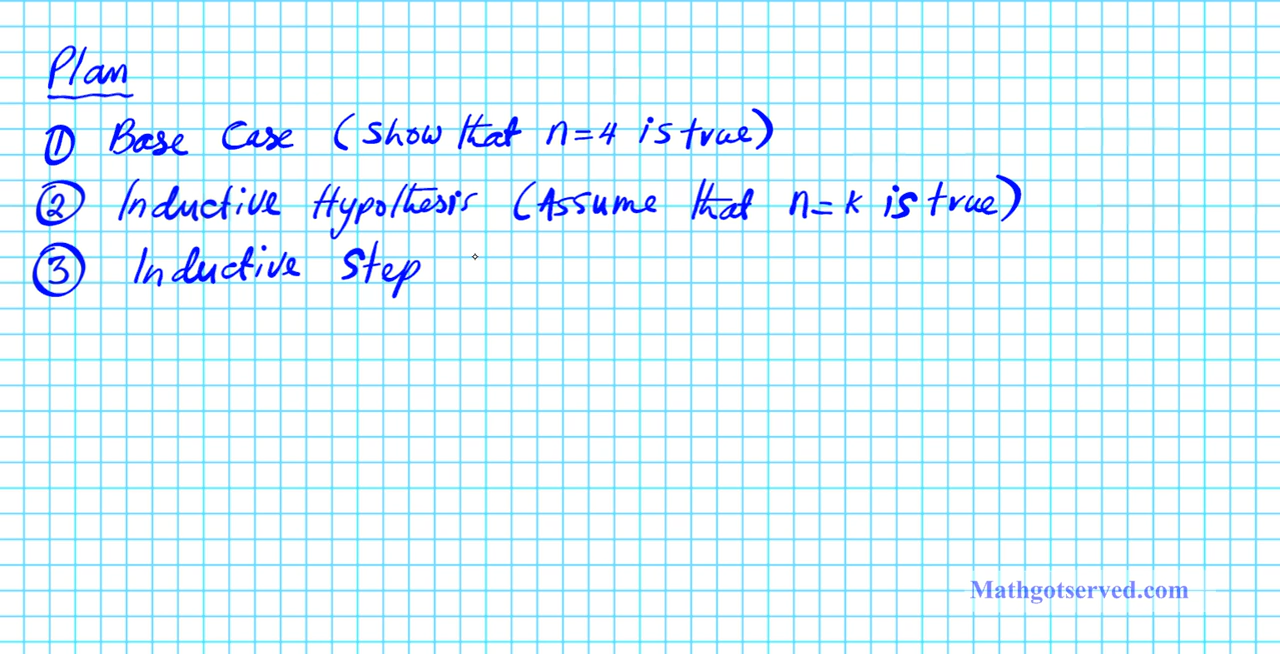 Plan
① Base Case (show that n=4 is true)
② Inductive Hypothesis (Assume that n=k is true)
③ Inductive Step
Mathgotserved.com